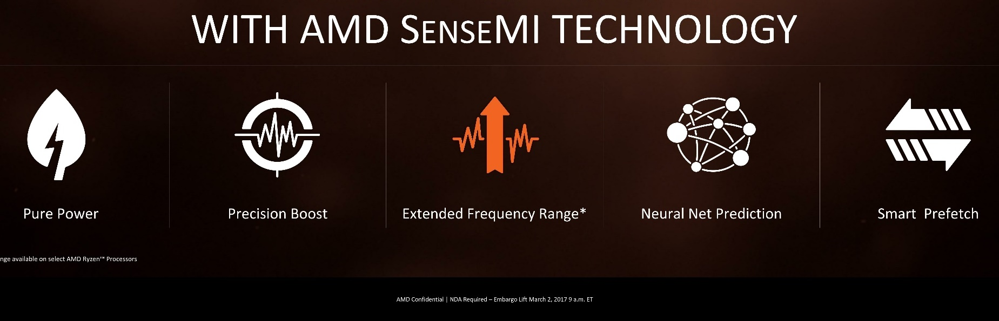 WITH AMD SENSEMI TECHNOLOGY
Pure Power
Precision Boost
Extended Frequency Range*
Neural Net Prediction
Smart Prefetch
nge available on select AMD Ryzen™ Processors
AMD Confidential | NDA Required – Embargo Lift March 2, 2017 9 a.m. ET